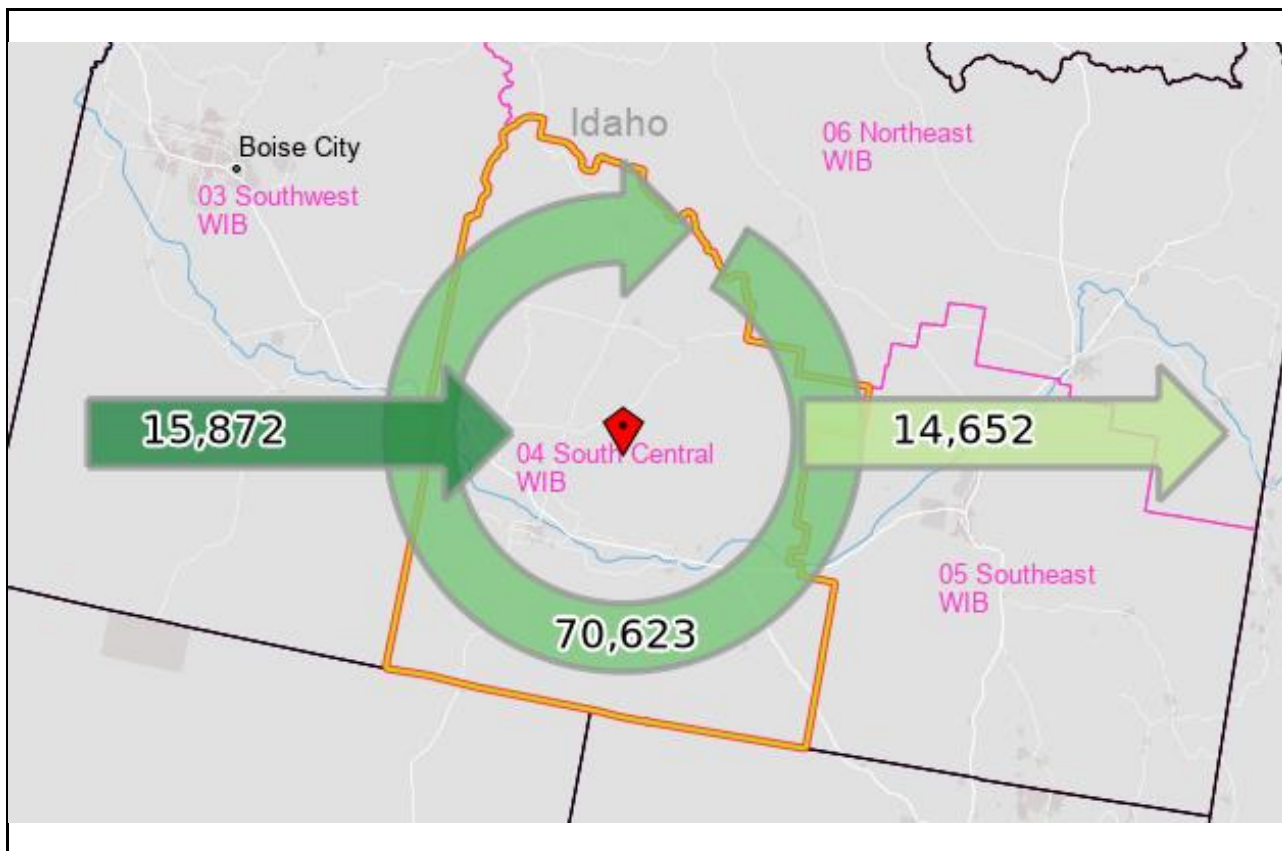 Idaho
06 Northeast
WIB
Boise City
03 Southwest
WIB
15,872
14,652
04 South Central
WIB
05 Southeast
WIB
70,623